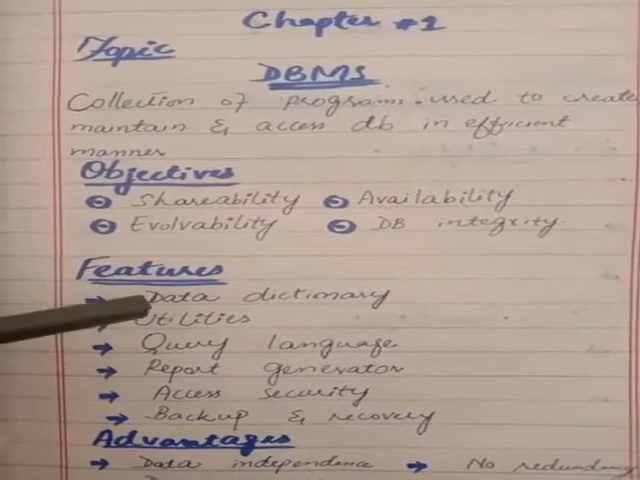 Chapter #1
Topic
DBMS
Collection of programs used to create
maintain & access db in efficient
manner
Objectives
Shareability Availability
Evolvability DB integrity.
Features
→ Data dictionary
Utilities
→ Query language
→ Report generator
→ Access security
→ Backup & recovery
Advantages
→ Data independence → No redundancy